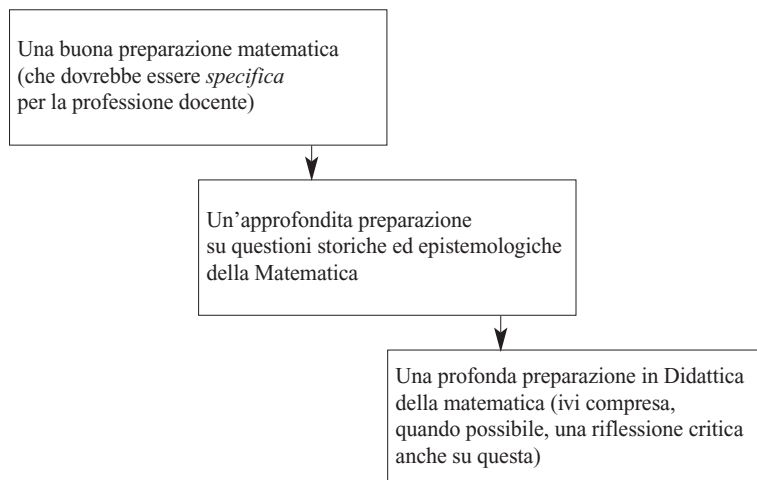 Una buona preparazione matematica
(che dovrebbe essere specifica
per la professione docente)
Un’approfondita preparazione
su questioni storiche ed epistemologiche
della Matematica
Una profonda preparazione in Didattica
della matematica (ivi compresa,
quando possibile, una riflessione critica
anche su questa)